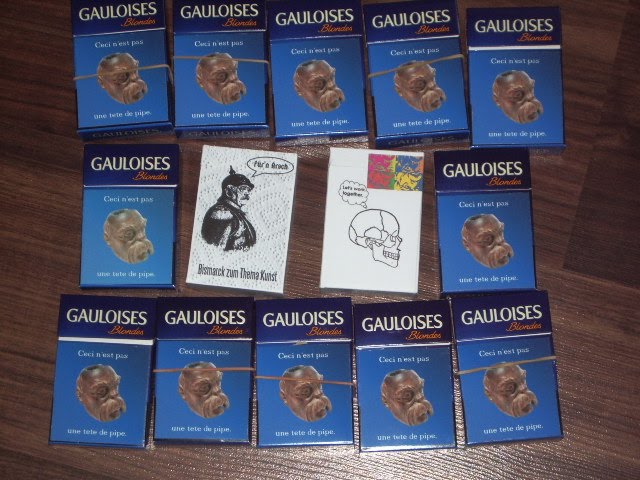 GAULOISES
Blondes
Ceci n'est pas
une tete de pipe.
GAULOISES
Blondes
Ceci n'est pas
une tete de pipe.
GAULOISES
Blondes
Ceci n'est pas
une tete de pipe.
GAULOISES
Blondes
Ceci n'est pas
une tete de pipe.
GAULOISES
Blondes
Ceci n'est pas
une tete de pipe.
GAULOISES
Blondes
Ceci n'est pas
une tete de pipe.
Für'n Arsch
Bismarck zum Thema Kunst
Let's work
together.
GAULOISES
Blondes
Ceci n'est pas
une tete de pipe.
GAULOISES
Blondes
Ceci n'est pas
une tete de pipe.
GAULOISES
Blondes
Ceci n'est pas
une tete de pipe.
GAULOISES
Blondes
Ceci n'est pas
une tete de pipe.
GAULOISES
Blondes
Ceci n'est pas
une tete de pipe.
GAULOISES
Blondes
Ceci n'est pas
une tete de pipe.